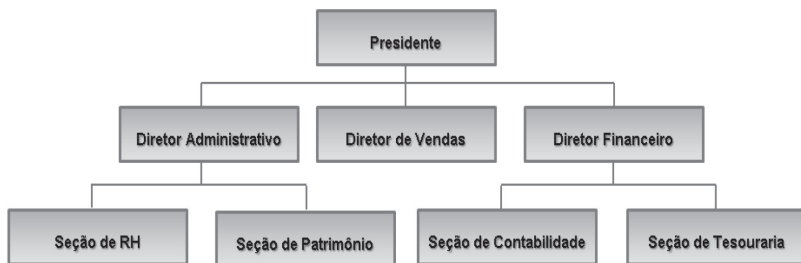 Presidente
Diretor Administrativo
Diretor de Vendas
Diretor Financeiro
Seção de RH
Seção de Patrimônio
Seção de Contabilidade
Seção de Tesouraria